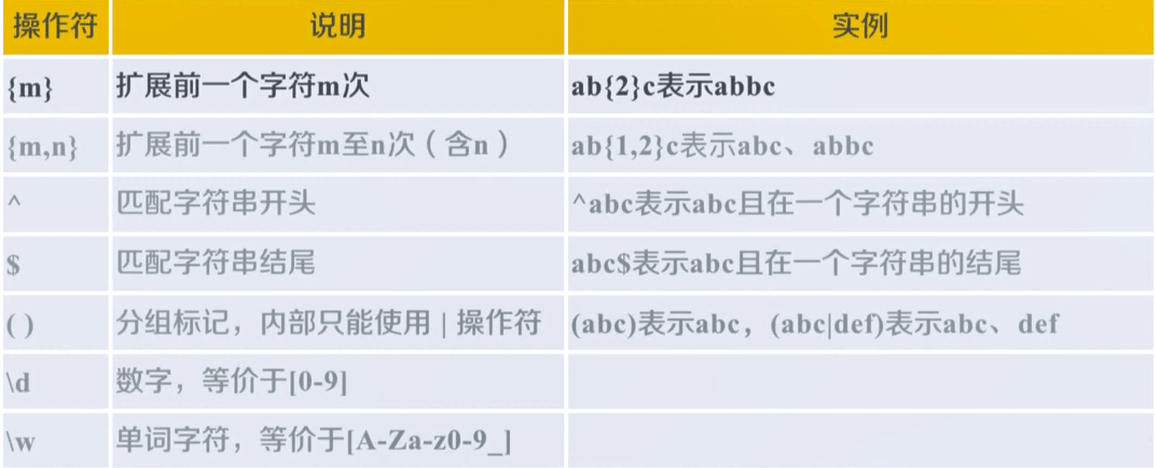 操作符 说明 实例
{m} 扩展前一个字符m次 ab{2}c表示abbc
{m,n} 扩展前一个字符m至n次（含n） ab{1,2}c表示abc、abbc
^ 匹配字符串开头 ^abc表示abc且在一个字符串的开头
$ 匹配字符串结尾 abc$表示abc且在一个字符串的结尾
( ) 分组标记，内部只能使用 | 操作符 (abc)表示abc，(abc|def)表示abc、def
\d 数字，等价于[0-9]
\w 单词字符，等价于[A-Za-z0-9_]